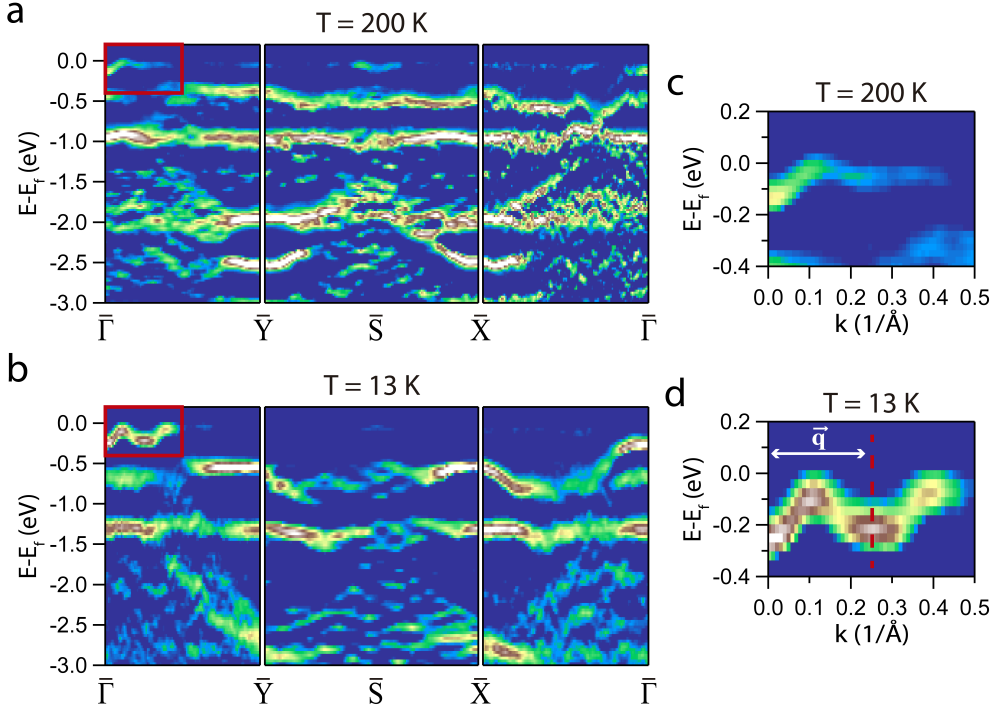 a
T = 200 K
E-E_f (eV)
0.0
-0.5
-1.0
-1.5
-2.0
-2.5
-3.0
Γ̅ Y̅ S̅ X̅ Γ̅
b
T = 13 K
E-E_f (eV)
0.0
-0.5
-1.0
-1.5
-2.0
-2.5
-3.0
Γ̅ Y̅ S̅ X̅ Γ̅
c
T = 200 K
E-E_f (eV)
0.2
0.0
-0.2
-0.4
0.0 0.1 0.2 0.3 0.4 0.5
k (1/Å)
d
T = 13 K
q⃗
E-E_f (eV)
0.2
0.0
-0.2
-0.4
0.0 0.1 0.2 0.3 0.4 0.5
k (1/Å)